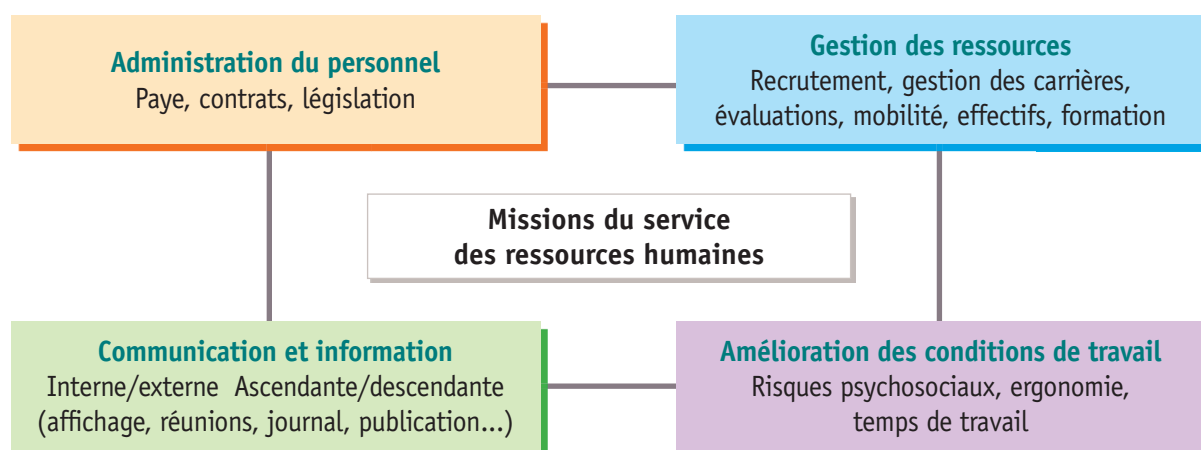 Administration du personnel
Paye, contrats, législation
Gestion des ressources
Recrutement, gestion des carrières,
évaluations, mobilité, effectifs, formation
Missions du service
des ressources humaines
Communication et information
Interne/externe Ascendante/descendante
(affichage, réunions, journal, publication...)
Amélioration des conditions de travail
Risques psychosociaux, ergonomie,
temps de travail